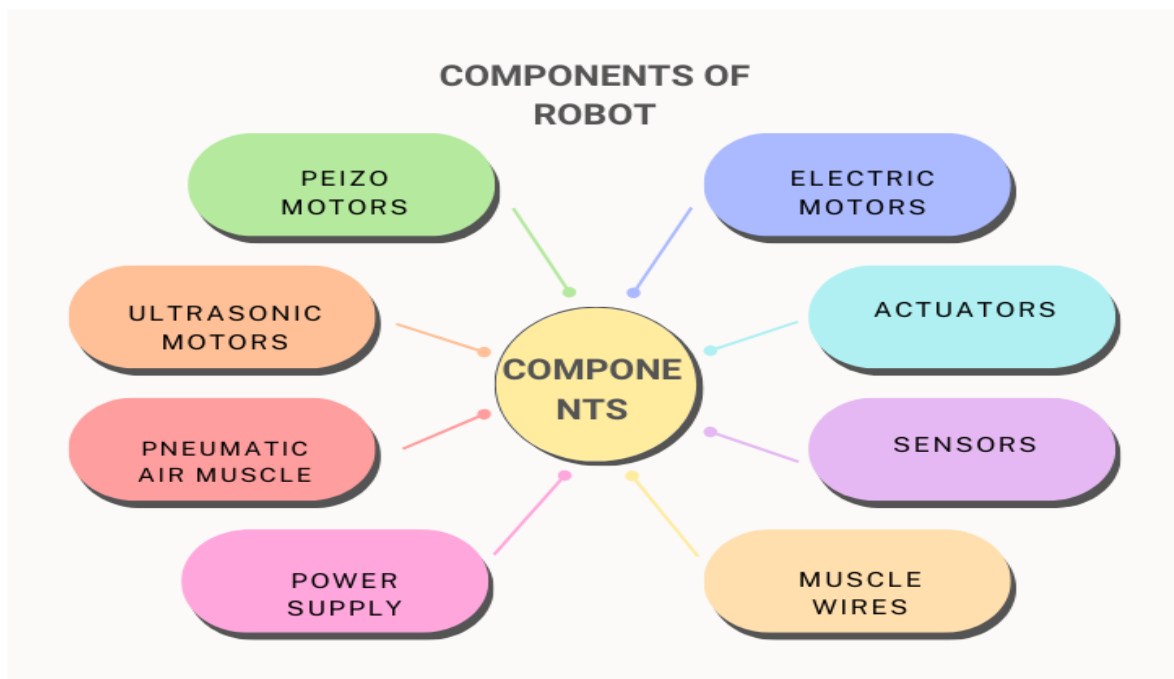 COMPONENTS OF
ROBOT
PEIZO
MOTORS
ELECTRIC
MOTORS
ULTRASONIC
MOTORS
ACTUATORS
COMPONE
NTS
PNEUMATIC
AIR MUSCLE
SENSORS
POWER
SUPPLY
MUSCLE
WIRES